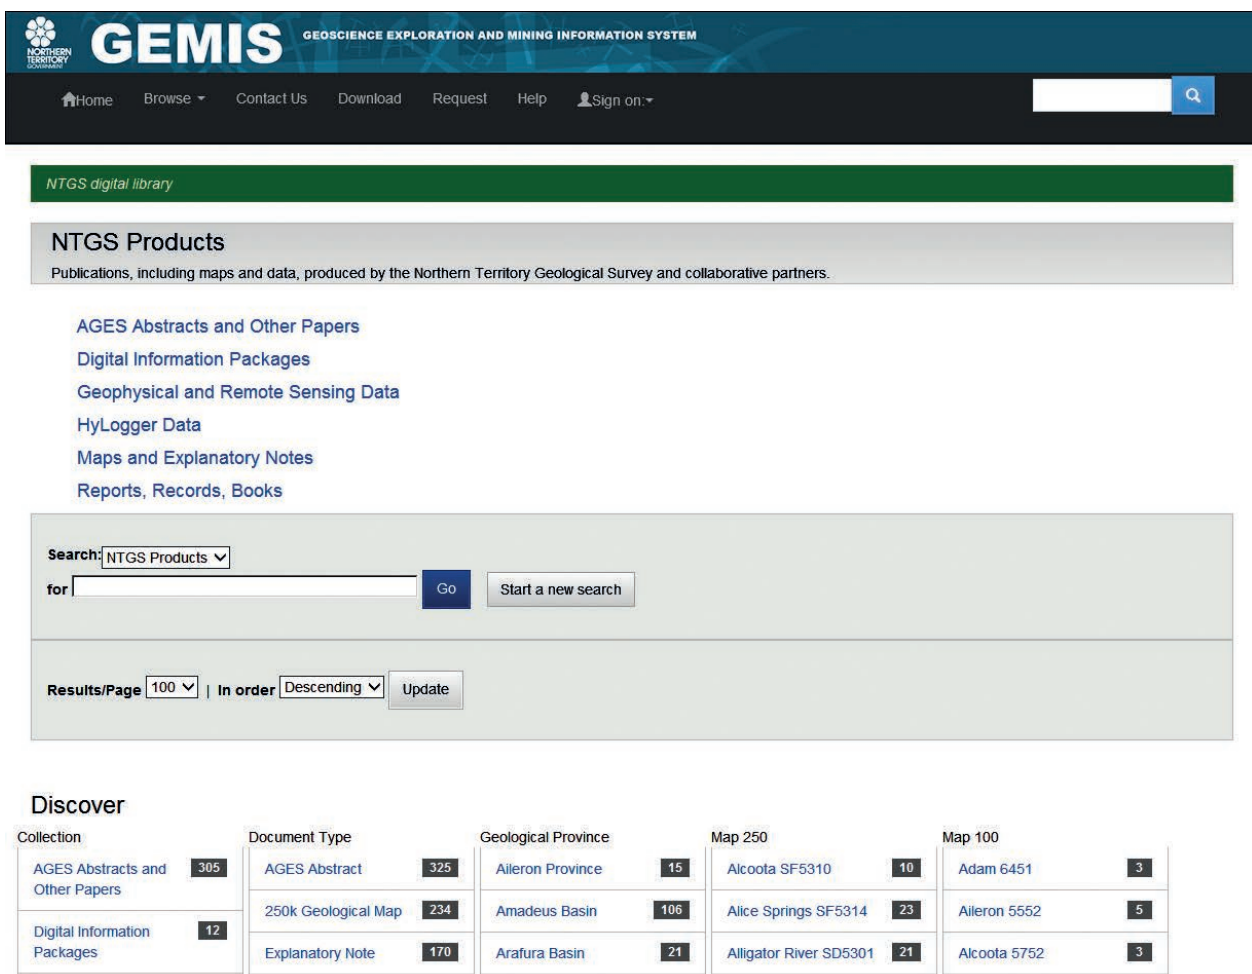 NORTHERN
TERRITORY
GOVERNMENT
GEMIS GEOSCIENCE EXPLORATION AND MINING INFORMATION SYSTEM
Home Browse Contact Us Download Request Help Sign on:
NTGS digital library
NTGS Products
Publications, including maps and data, produced by the Northern Territory Geological Survey and collaborative partners.
AGES Abstracts and Other Papers
Digital Information Packages
Geophysical and Remote Sensing Data
HyLogger Data
Maps and Explanatory Notes
Reports, Records, Books
Search: NTGS Products
for Go Start a new search
Results/Page 100 | In order Descending Update
Discover
Collection Document Type Geological Province Map 250 Map 100
AGES Abstracts and 305 AGES Abstract 325 Aileron Province 15 Alcoota SF5310 10 Adam 6451 3
Other Papers
250k Geological Map 234 Amadeus Basin 106 Alice Springs SF5314 23 Aileron 5552 5
Digital Information 12
Packages Explanatory Note 170 Arafura Basin 21 Alligator River SD5301 21 Alcoota 5752 3